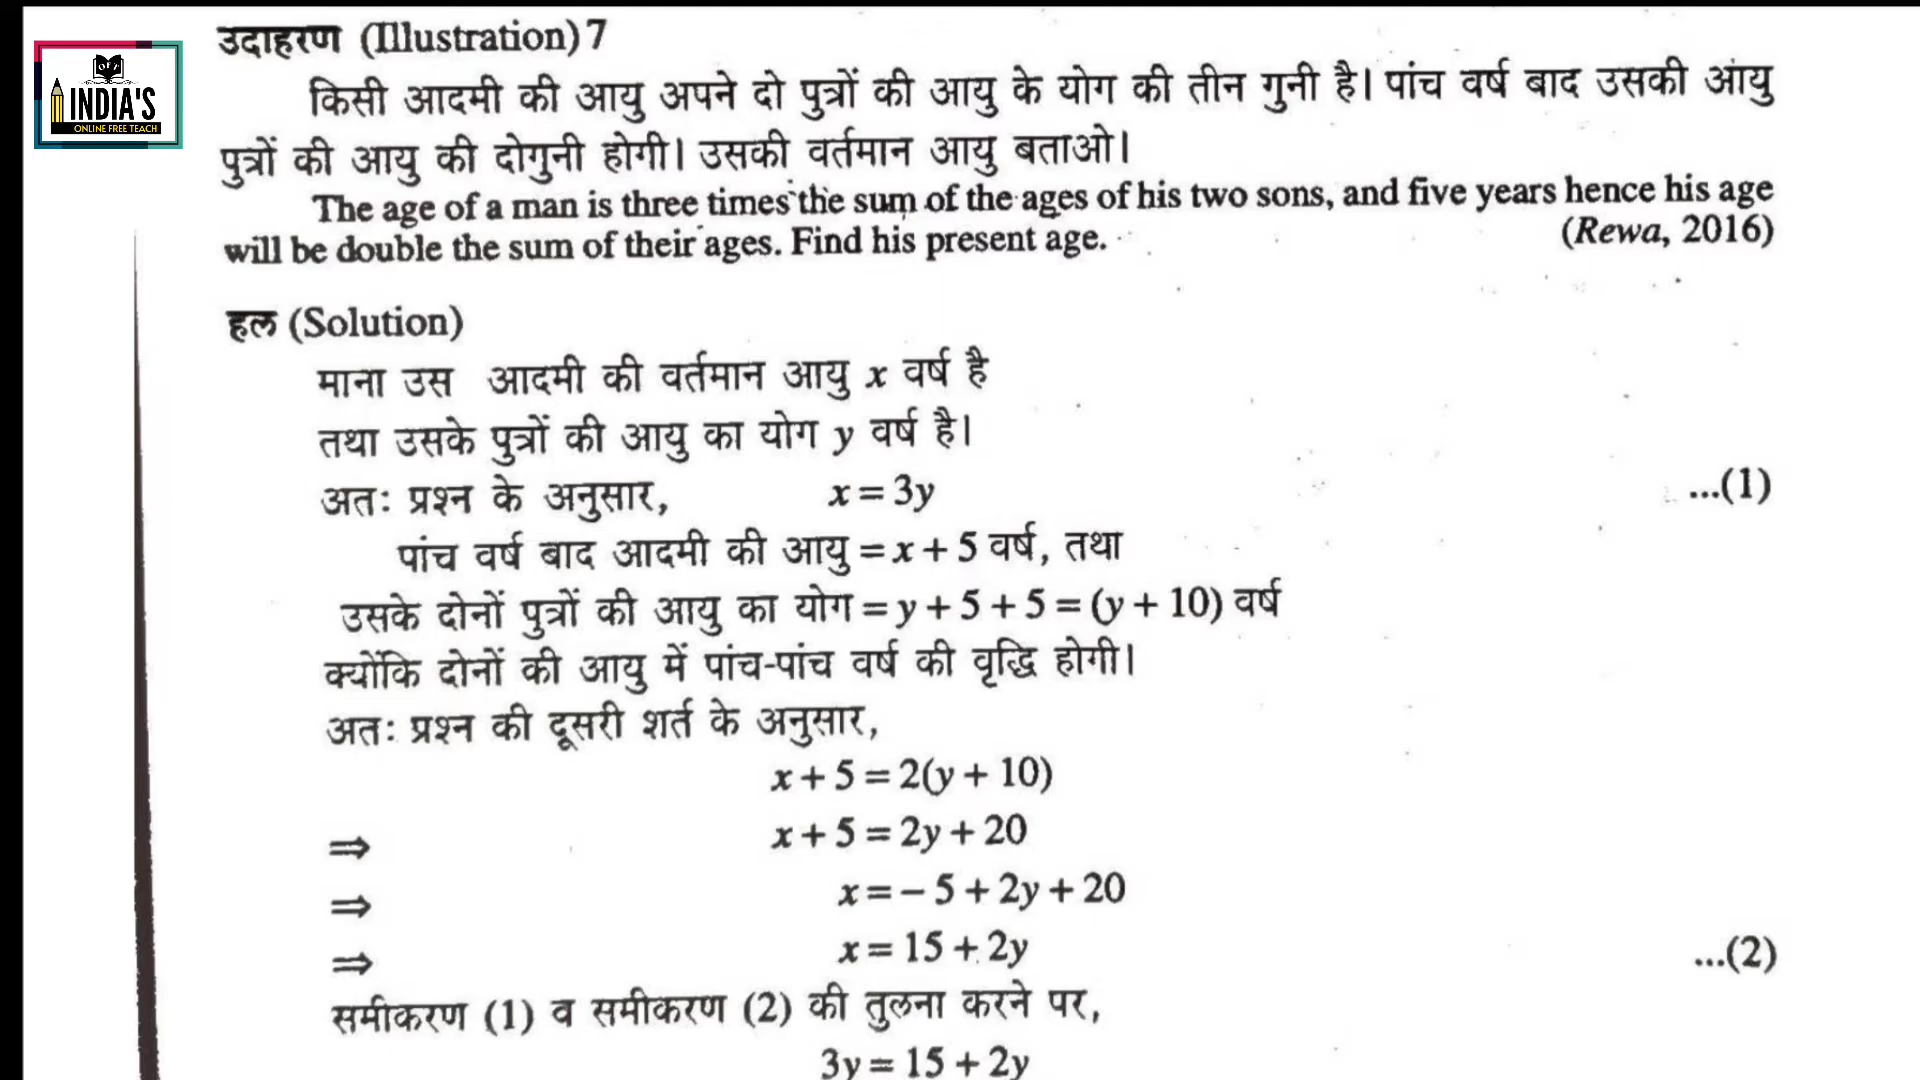 उदाहरण (Illustration) 7
INDIA'S
ONLINE FREE TEACH
किसी आदमी की आयु अपने दो पुत्रों की आयु के योग की तीन गुनी है। पांच वर्ष बाद उसकी आयु
पुत्रों की आयु की दोगुनी होगी। उसकी वर्तमान आयु बताओ।
The age of a man is three times the sum of the ages of his two sons, and five years hence his age
will be double the sum of their ages. Find his present age. (Rewa, 2016)
हल (Solution)
माना उस आदमी की वर्तमान आयु x वर्ष है
तथा उसके पुत्रों की आयु का योग y वर्ष है।
अतः प्रश्न के अनुसार, x = 3y ...(1)
पांच वर्ष बाद आदमी की आयु = x + 5 वर्ष, तथा
उसके दोनों पुत्रों की आयु का योग = y + 5 + 5 = (y + 10) वर्ष
क्योंकि दोनों की आयु में पांच-पांच वर्ष की वृद्धि होगी।
अतः प्रश्न की दूसरी शर्त के अनुसार,
x + 5 = 2(y + 10)
⇒ x + 5 = 2y + 20
⇒ x = – 5 + 2y + 20
⇒ x = 15 + 2y ...(2)
समीकरण (1) व समीकरण (2) की तुलना करने पर,
3y = 15 + 2y